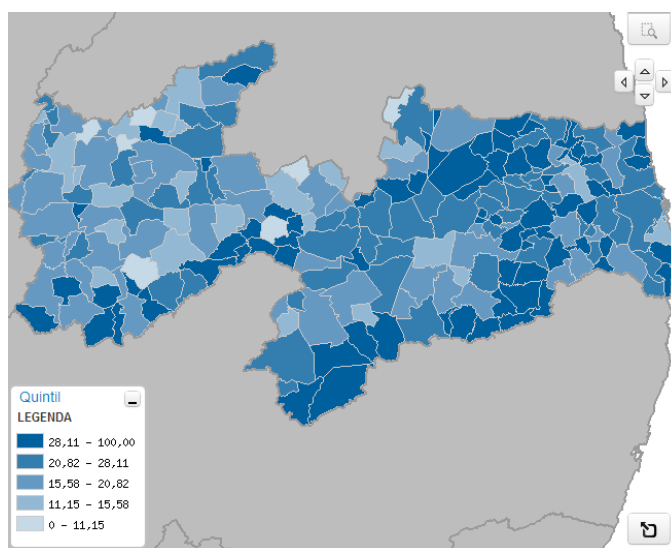 Quintil
LEGENDA
28,11 – 100,00
20,82 – 28,11
15,58 – 20,82
11,15 – 15,58
0 – 11,15